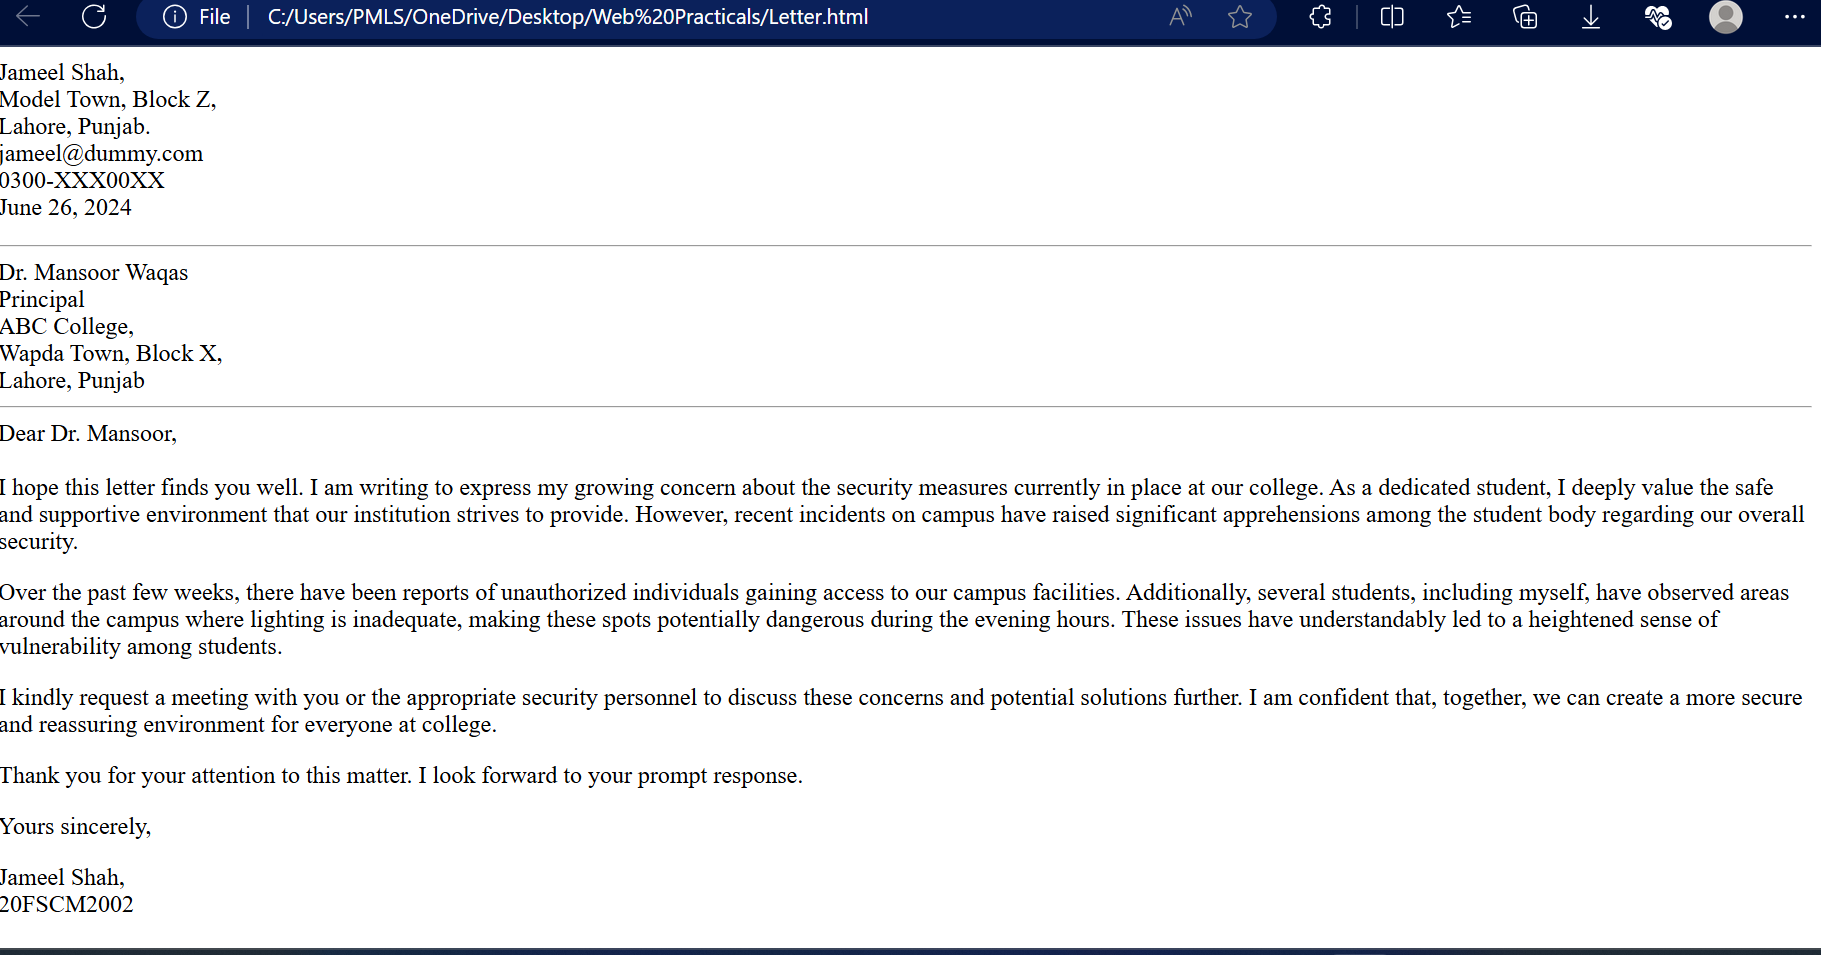 File
C:/Users/PMLS/OneDrive/Desktop/Web%20Practicals/Letter.html
Jameel Shah,
Model Town, Block Z,
Lahore, Punjab.
jameel@dummy.com
0300-XXX00XX
June 26, 2024
Dr. Mansoor Waqas
Principal
ABC College,
Wapda Town, Block X,
Lahore, Punjab
Dear Dr. Mansoor,
I hope this letter finds you well. I am writing to express my growing concern about the security measures currently in place at our college. As a dedicated student, I deeply value the safe
and supportive environment that our institution strives to provide. However, recent incidents on campus have raised significant apprehensions among the student body regarding our overall
security.
Over the past few weeks, there have been reports of unauthorized individuals gaining access to our campus facilities. Additionally, several students, including myself, have observed areas
around the campus where lighting is inadequate, making these spots potentially dangerous during the evening hours. These issues have understandably led to a heightened sense of
vulnerability among students.
I kindly request a meeting with you or the appropriate security personnel to discuss these concerns and potential solutions further. I am confident that, together, we can create a more secure
and reassuring environment for everyone at college.
Thank you for your attention to this matter. I look forward to your prompt response.
Yours sincerely,
Jameel Shah,
20FSCM2002